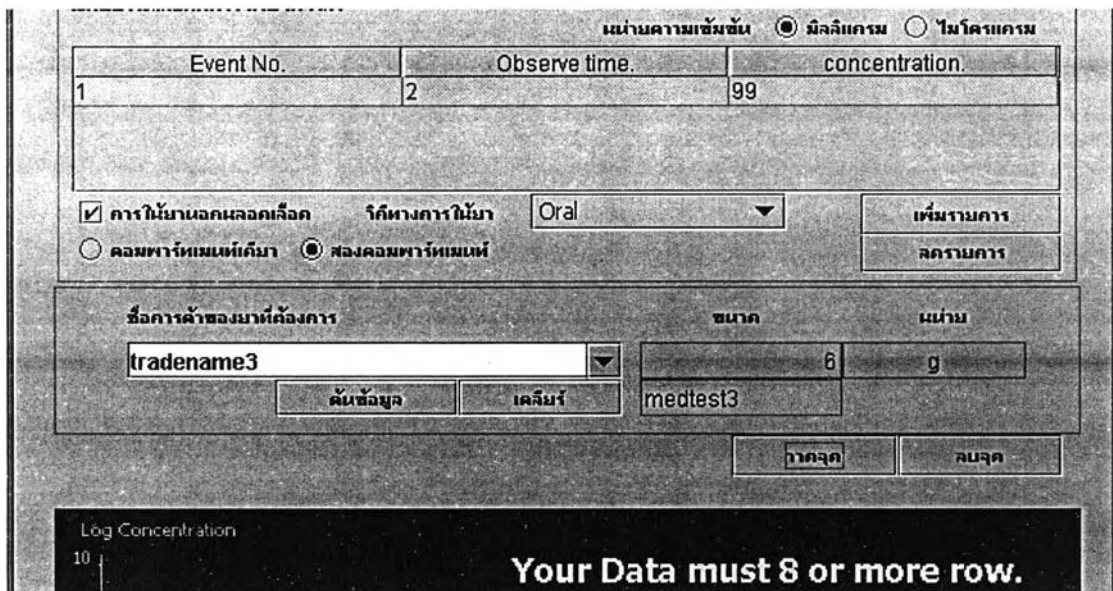 หน่วยความเข้มข้น มิลลิแกรม ไมโครแกรม
Event No. Observe time. concentration.
1 2 99
การให้ยานอกหลอดเลือด วิถีทางการให้ยา Oral เพิ่มรายการ
คอมพาร์ทเมนท์เดียว สองคอมพาร์ทเมนท์ ลดรายการ
ชื่อการค้าของยาที่ต้องการ ขนาด หน่วย
tradename3 6 g
ค้นข้อมูล เคลียร์ medtest3
วาดจุด ลบจุด
Log Concentration
10
Your Data must 8 or more row.